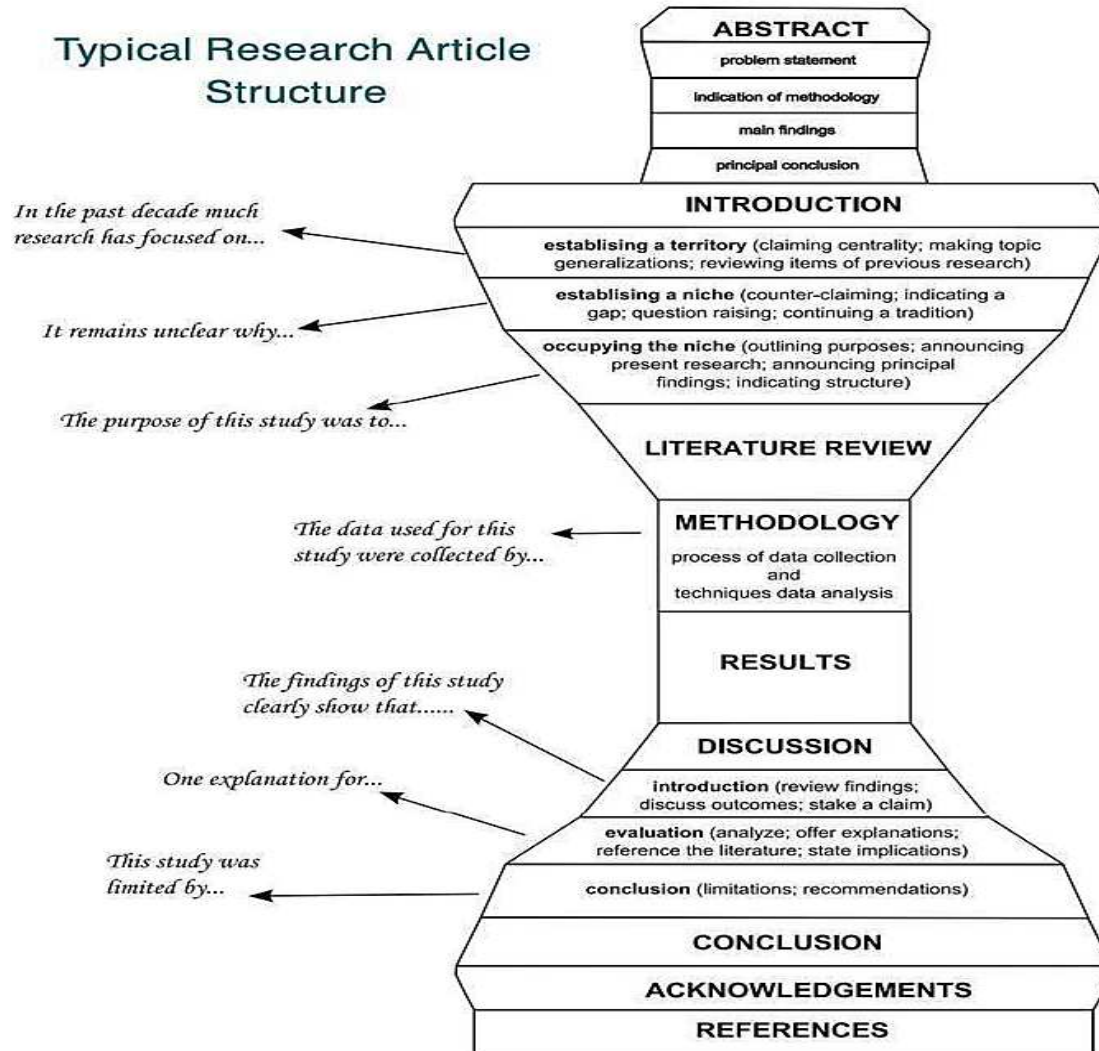 Typical Research Article
Structure
ABSTRACT
problem statement
indication of methodology
main findings
principal conclusion
INTRODUCTION
In the past decade much
research has focused on...
establising a territory (claiming centrality; making topic
generalizations; reviewing items of previous research)
establising a niche (counter-claiming; indicating a
gap; question raising; continuing a tradition)
It remains unclear why...
occupying the niche (outlining purposes; announcing
present research; announcing principal
findings; indicating structure)
The purpose of this study was to...
LITERATURE REVIEW
METHODOLOGY
The data used for this
study were collected by...
process of data collection
and
techniques data analysis
RESULTS
The findings of this study
clearly show that......
DISCUSSION
introduction (review findings;
discuss outcomes; stake a claim)
One explanation for...
evaluation (analyze; offer explanations;
reference the literature; state implications)
This study was
limited by...
conclusion (limitations; recommendations)
CONCLUSION
ACKNOWLEDGEMENTS
REFERENCES